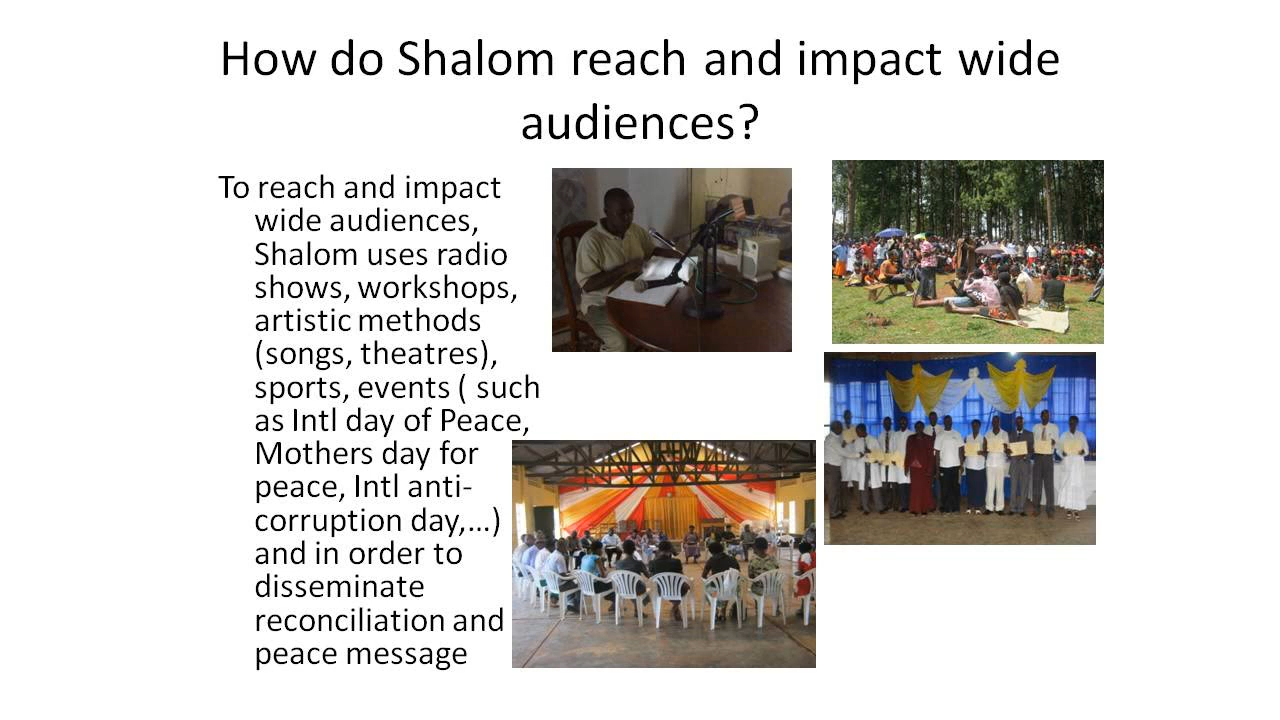 How do Shalom reach and impact wide
audiences?
To reach and impact
wide audiences,
Shalom uses radio
shows, workshops,
artistic methods
(songs, theatres),
sports, events ( such
as Intl day of Peace,
Mothers day for
peace, Intl anti-
corruption day,...)
and in order to
disseminate
reconciliation and
peace message